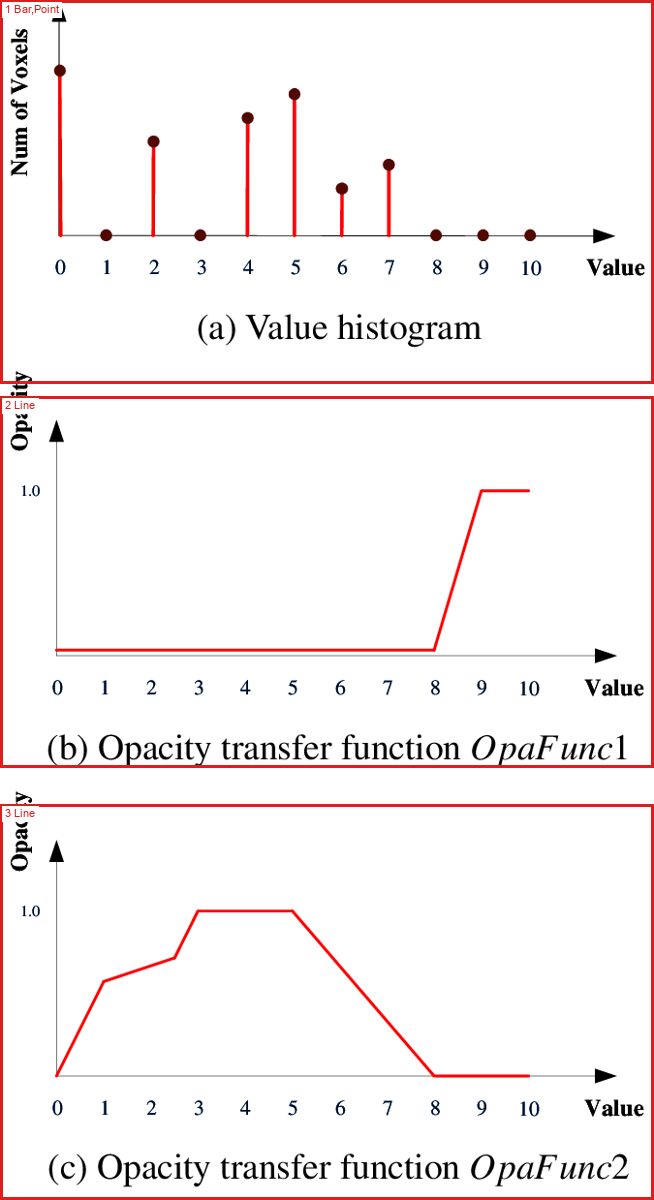 1 Bar,Point
Num of Voxels
0 1 2 3 4 5 6 7 8 9 10 Value
(a) Value histogram
2 Line
Opacity
1.0
0 1 2 3 4 5 6 7 8 9 10 Value
(b) Opacity transfer function OpaFunc1
3 Line
Opacity
1.0
0 1 2 3 4 5 6 7 8 9 10 Value
(c) Opacity transfer function OpaFunc2